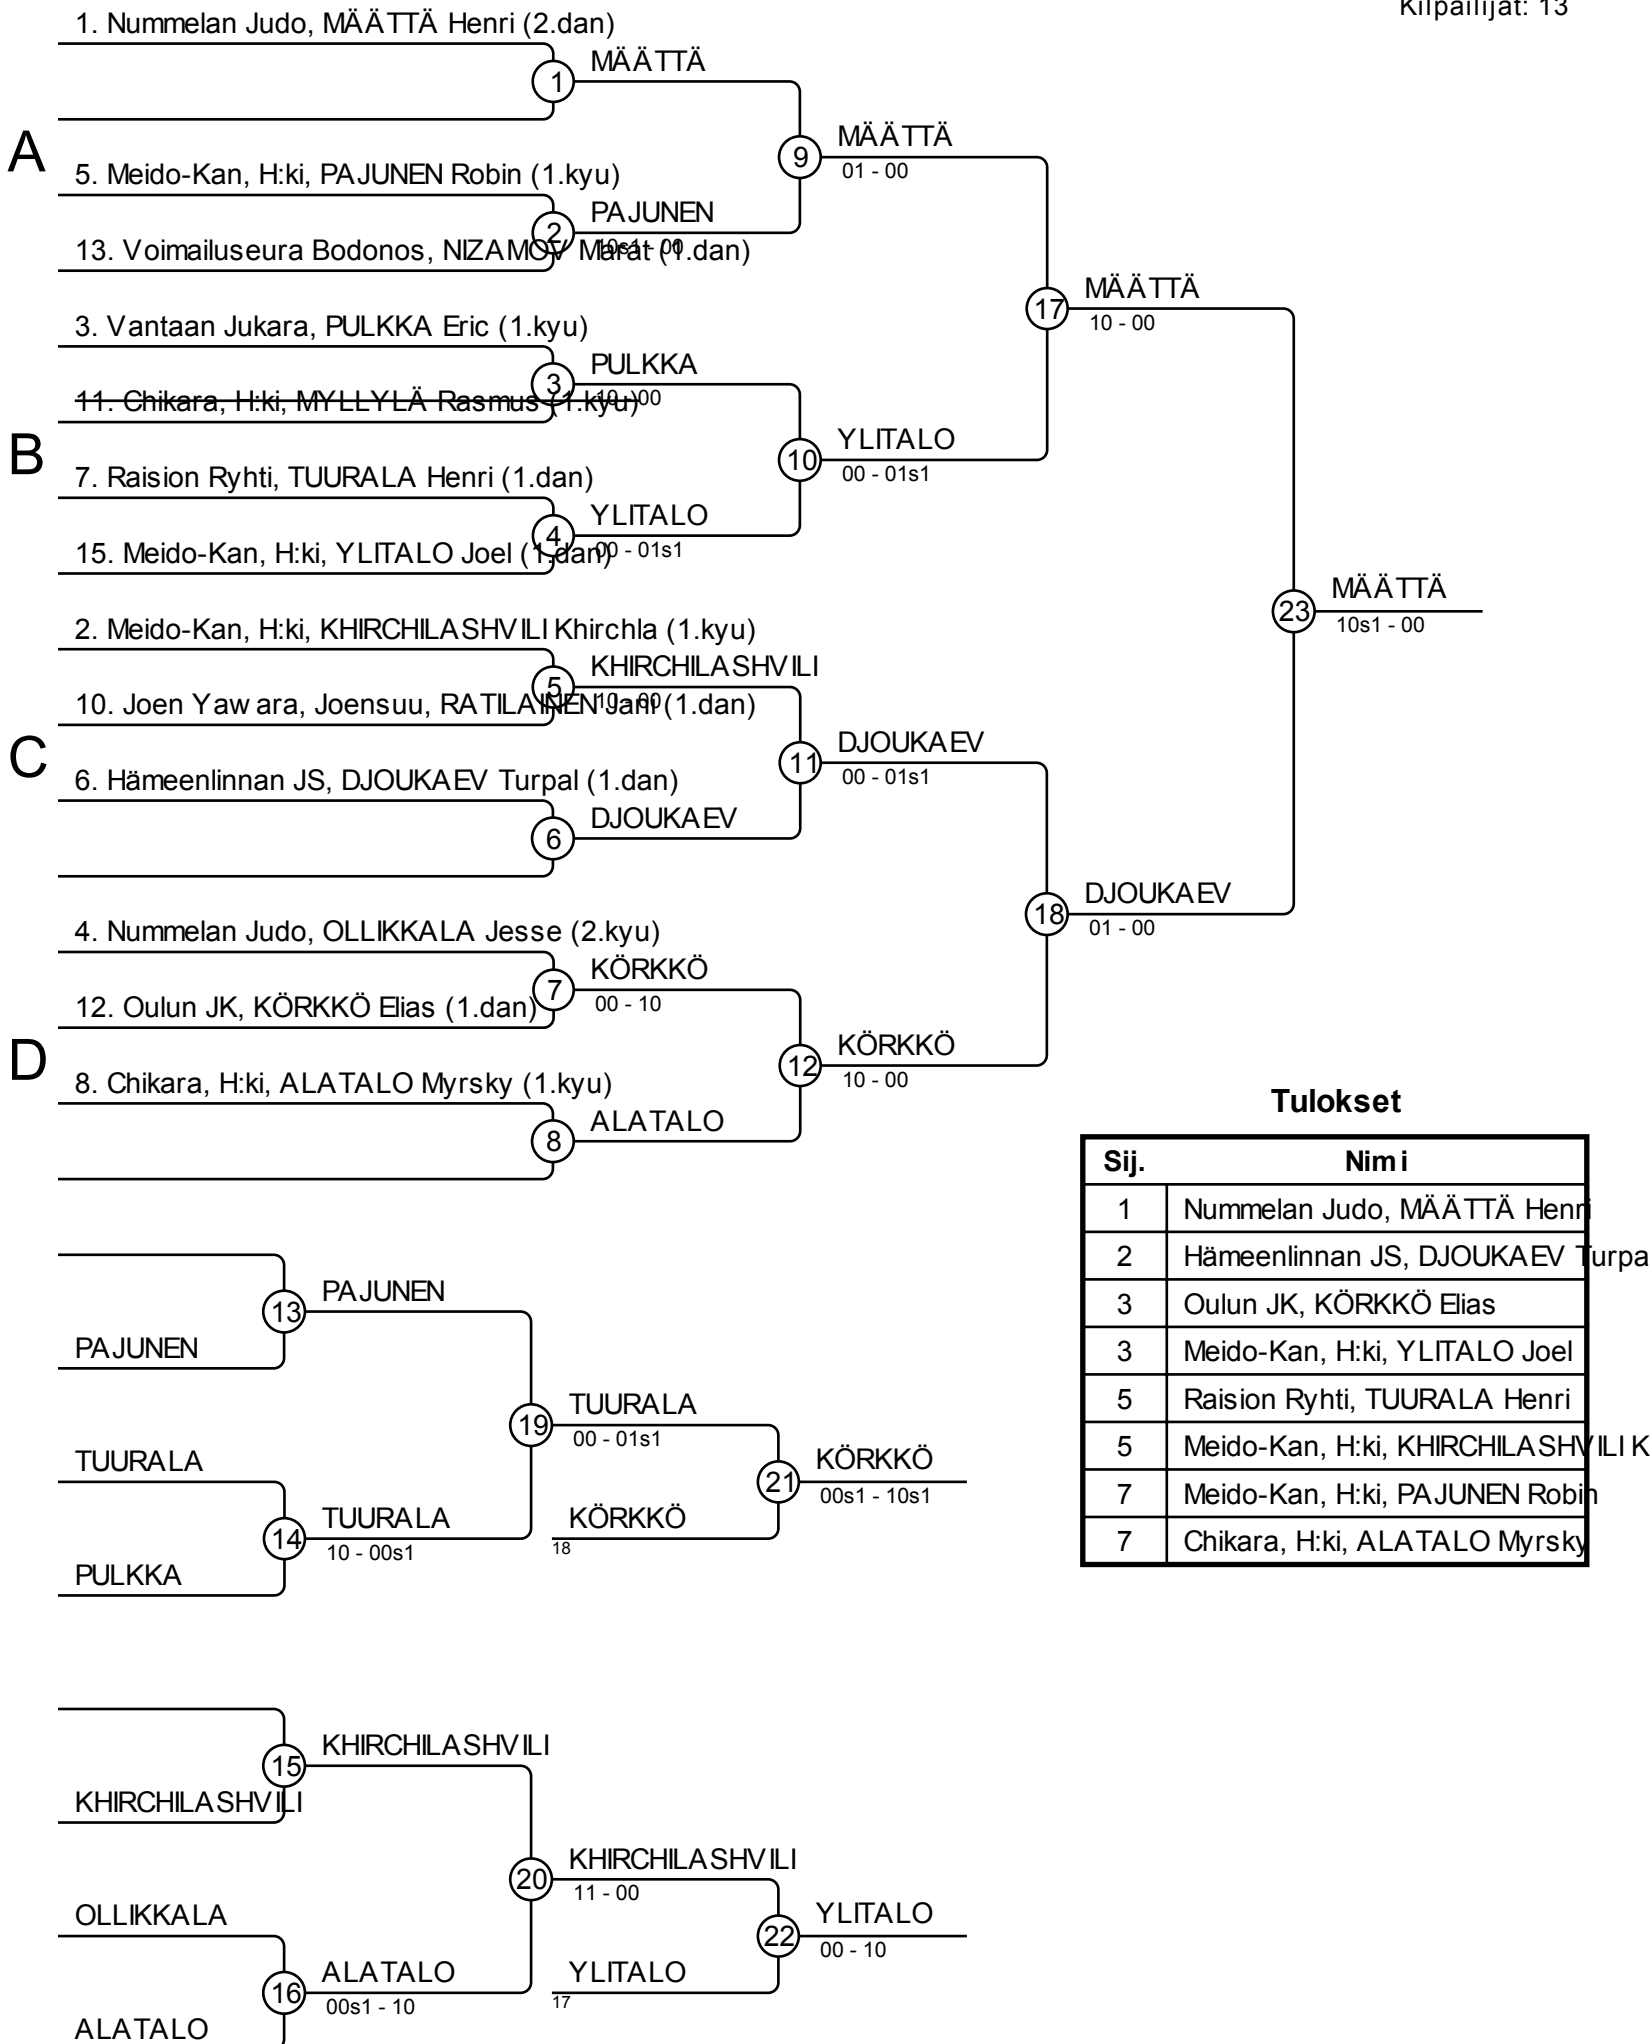 Kilpailijat: 13
1. Nummelan Judo, MÄÄTTÄ Henri (2.dan)
1
MÄÄTTÄ
A
9
MÄÄTTÄ
01 - 00
5. Meido-Kan, H:ki, PAJUNEN Robin (1.kyu)
2
PAJUNEN
10s1 - 00
13. Voimailuseura Bodonos, NIZAMOV Marat (1.dan)
17
MÄÄTTÄ
10 - 00
3. Vantaan Jukara, PULKKA Eric (1.kyu)
3
PULKKA
10 - 00
11. Chikara, H:ki, MYLLYLÄ Rasmus (1.kyu)
B
10
YLITALO
00 - 01s1
7. Raision Ryhti, TUURALA Henri (1.dan)
4
YLITALO
00 - 01s1
15. Meido-Kan, H:ki, YLITALO Joel (1.dan)
23
MÄÄTTÄ
10s1 - 00
2. Meido-Kan, H:ki, KHIRCHILASHVILI Khirchla (1.kyu)
5
KHIRCHILASHVILI
10 - 00
10. Joen Yawara, Joensuu, RATILAINEN Jani (1.dan)
C
11
DJOUKAEV
00 - 01s1
6. Hämeenlinnan JS, DJOUKAEV Turpal (1.dan)
6
DJOUKAEV
18
DJOUKAEV
01 - 00
4. Nummelan Judo, OLLIKKALA Jesse (2.kyu)
7
KÖRKKÖ
00 - 10
12. Oulun JK, KÖRKKÖ Elias (1.dan)
D
12
KÖRKKÖ
10 - 00
8. Chikara, H:ki, ALATALO Myrsky (1.kyu)
8
ALATALO
Tulokset
Sij. Nimi
1 Nummelan Judo, MÄÄTTÄ Henri
2 Hämeenlinnan JS, DJOUKAEV Turpa
3 Oulun JK, KÖRKKÖ Elias
3 Meido-Kan, H:ki, YLITALO Joel
5 Raision Ryhti, TUURALA Henri
5 Meido-Kan, H:ki, KHIRCHILASHVILI K
7 Meido-Kan, H:ki, PAJUNEN Robin
7 Chikara, H:ki, ALATALO Myrsky
13
PAJUNEN
PAJUNEN
19
TUURALA
00 - 01s1
TUURALA
21
KÖRKKÖ
00s1 - 10s1
14
TUURALA
10 - 00s1
KÖRKKÖ
18
PULKKA
15
KHIRCHILASHVILI
KHIRCHILASHVILI
20
KHIRCHILASHVILI
11 - 00
OLLIKKALA
22
YLITALO
00 - 10
16
ALATALO
00s1 - 10
YLITALO
17
ALATALO